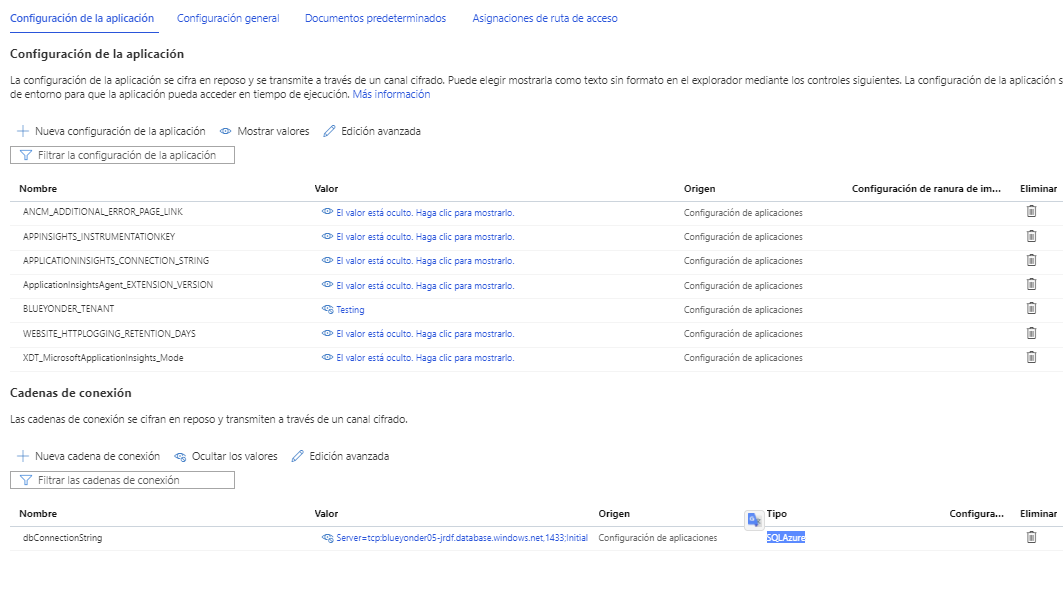 Configuración de la aplicación Configuración general Documentos predeterminados Asignaciones de ruta de acceso
Configuración de la aplicación
La configuración de la aplicación se cifra en reposo y se transmite a través de un canal cifrado. Puede elegir mostrarla como texto sin formato en el explorador mediante los controles siguientes. La configuración de la aplicación s
de entorno para que la aplicación pueda acceder en tiempo de ejecución. Más información
Nueva configuración de la aplicación Mostrar valores Edición avanzada
Filtrar la configuración de la aplicación
Nombre Valor Origen Configuración de ranura de im... Eliminar
ANCM_ADDITIONAL_ERROR_PAGE_LINK El valor está oculto. Haga clic para mostrarlo. Configuración de aplicaciones
APPINSIGHTS_INSTRUMENTATIONKEY El valor está oculto. Haga clic para mostrarlo. Configuración de aplicaciones
APPLICATIONINSIGHTS_CONNECTION_STRING El valor está oculto. Haga clic para mostrarlo. Configuración de aplicaciones
ApplicationInsightsAgent_EXTENSION_VERSION El valor está oculto. Haga clic para mostrarlo. Configuración de aplicaciones
BLUEYONDER_TENANT Testing Configuración de aplicaciones
WEBSITE_HTTPLOGGING_RETENTION_DAYS El valor está oculto. Haga clic para mostrarlo. Configuración de aplicaciones
XDT_MicrosoftApplicationInsights_Mode El valor está oculto. Haga clic para mostrarlo. Configuración de aplicaciones
Cadenas de conexión
Las cadenas de conexión se cifran en reposo y transmiten a través de un canal cifrado.
Nueva cadena de conexión Ocultar los valores Edición avanzada
Filtrar las cadenas de conexión
Nombre Valor Origen Tipo Configura... Eliminar
dbConnectionString Server=tcp:blueyonder05-jrdf.database.windows.net,1433;Initial Configuración de aplicaciones SQLAzure